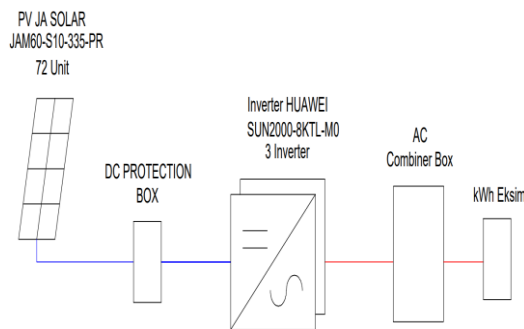 PV JA SOLAR
JAM60-S10-335-PR
72 Unit
DC PROTECTION
BOX
Inverter HUAWEI
SUN2000-8KTL-M0
3 Inverter
AC
Combiner Box
kWh Eksim